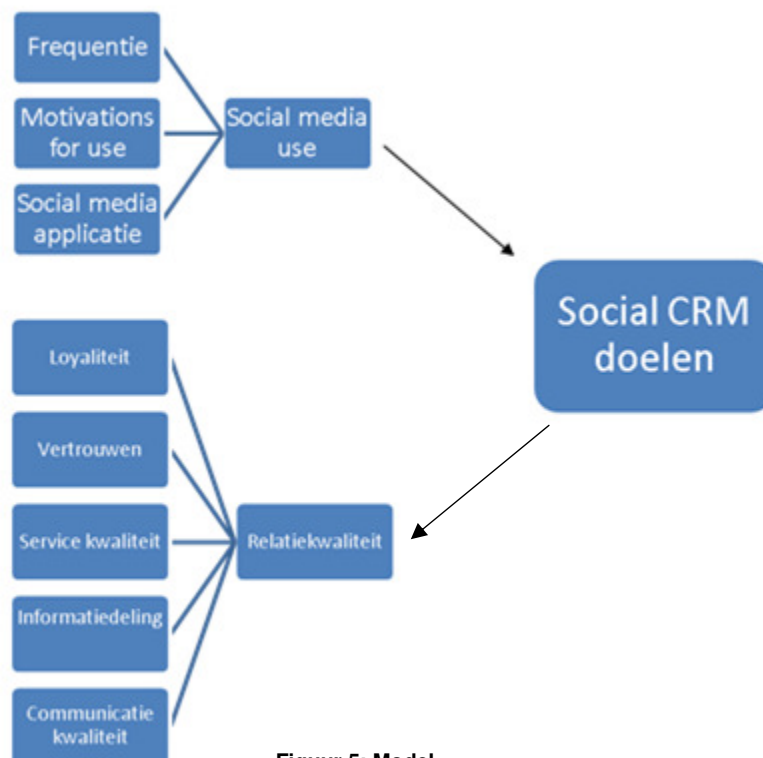 Frequentie
Motivations
for use
Social media
applicatie
Social media
use
Social CRM
doelen
Loyaliteit
Vertrouwen
Service kwaliteit
Informatiedeling
Communicatie
kwaliteit
Relatiekwaliteit
Figuur 5: Model